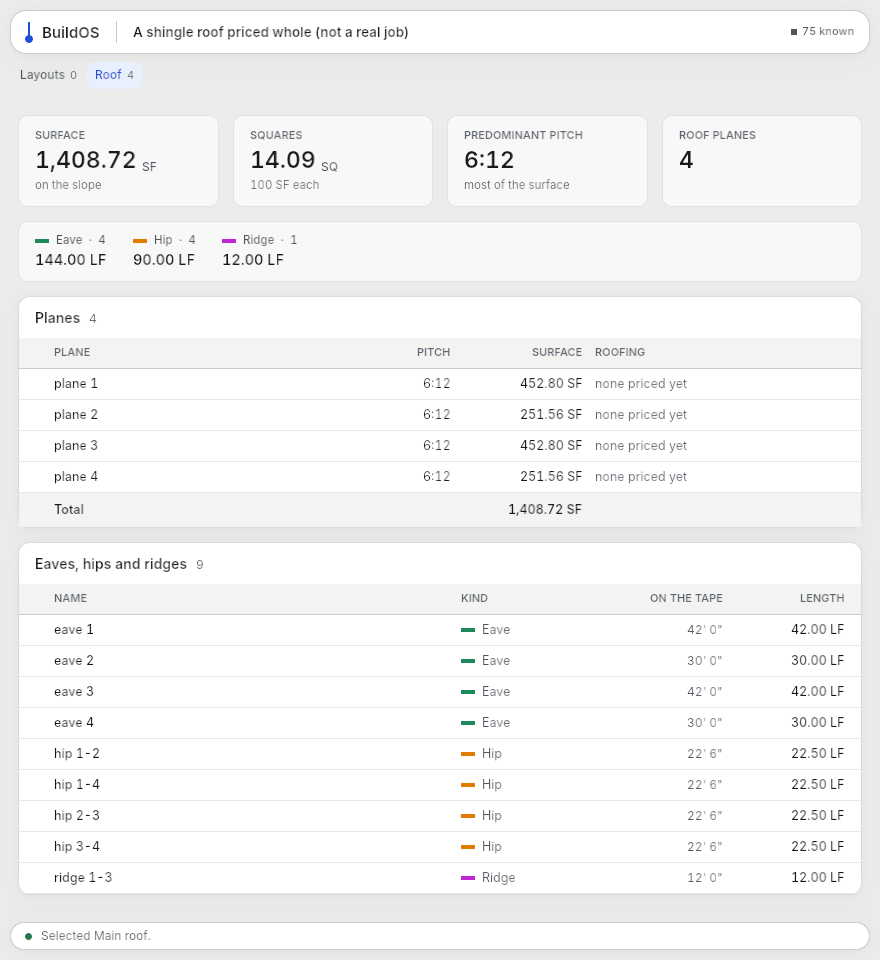 BuildOS
A shingle roof priced whole (not a real job)
75 known
Layouts 0 Roof 4
SURFACE
1,408.72 SF
on the slope
SQUARES
14.09 SQ
100 SF each
PREDOMINANT PITCH
6:12
most of the surface
ROOF PLANES
4
Eave · 4
144.00 LF
Hip · 4
90.00 LF
Ridge · 1
12.00 LF
Planes 4
PLANE PITCH SURFACE ROOFING
plane 1 6:12 452.80 SF none priced yet
plane 2 6:12 251.56 SF none priced yet
plane 3 6:12 452.80 SF none priced yet
plane 4 6:12 251.56 SF none priced yet
Total 1,408.72 SF
Eaves, hips and ridges 9
NAME KIND ON THE TAPE LENGTH
eave 1 Eave 42' 0" 42.00 LF
eave 2 Eave 30' 0" 30.00 LF
eave 3 Eave 42' 0" 42.00 LF
eave 4 Eave 30' 0" 30.00 LF
hip 1-2 Hip 22' 6" 22.50 LF
hip 1-4 Hip 22' 6" 22.50 LF
hip 2-3 Hip 22' 6" 22.50 LF
hip 3-4 Hip 22' 6" 22.50 LF
ridge 1-3 Ridge 12' 0" 12.00 LF
Selected Main roof.